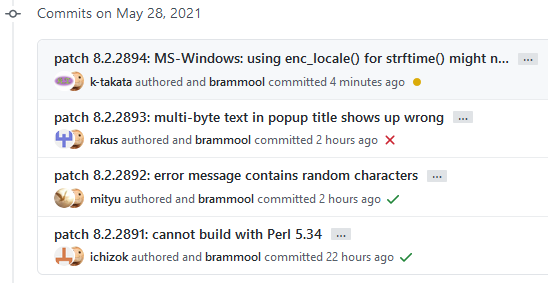 Commits on May 28, 2021
patch 8.2.2894: MS-Windows: using enc_locale() for strftime() might n... ...
k-takata authored and brammool committed 4 minutes ago
patch 8.2.2893: multi-byte text in popup title shows up wrong ...
rakus authored and brammool committed 2 hours ago
patch 8.2.2892: error message contains random characters ...
mityu authored and brammool committed 2 hours ago
patch 8.2.2891: cannot build with Perl 5.34 ...
ichizok authored and brammool committed 22 hours ago